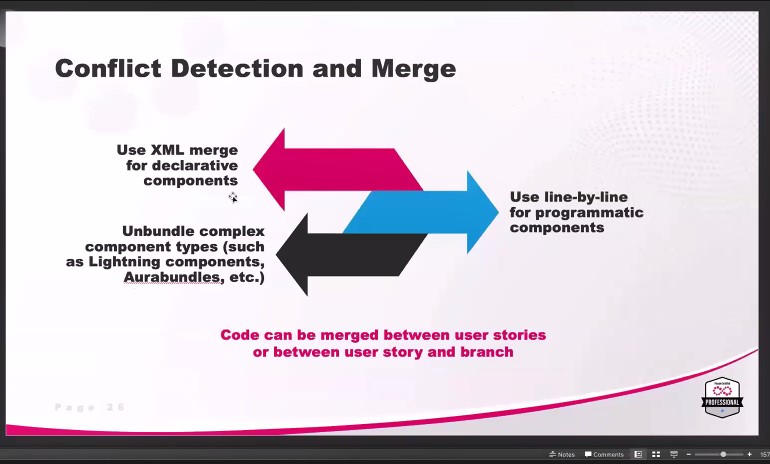 Conflict Detection and Merge
Use XML merge
for declarative
components
Use line-by-line
for programmatic
components
Unbundle complex
component types (such
as Lightning components,
Aurabundles, etc.)
Code can be merged between user stories
or between user story and branch
Page 26
PROFESSIONAL
Notes
Comments
157